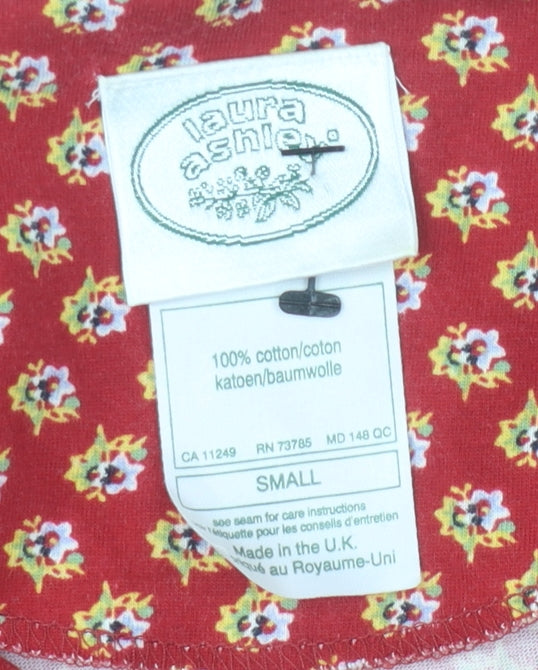 laura
ashley
100% cotton/coton
katoen/baumwolle
CA 11249 RN 73785 MD 148 QC
SMALL
see seam for care instructions
étiquette pour les conseils d'entretien
Made in the U.K.
qué au Royaume-Uni